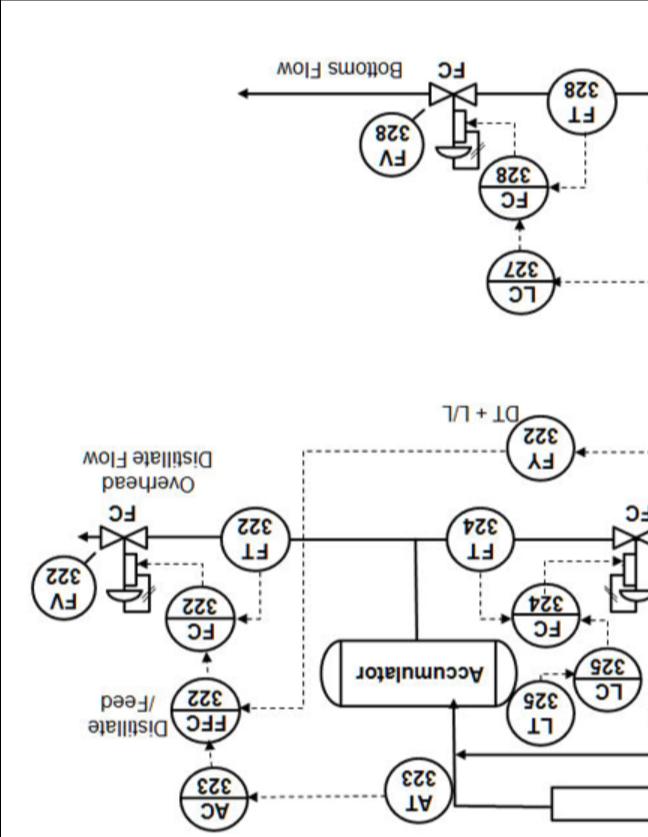 AT
323
AC
323
LC
325
LT
325
Accumulator
FFC
322
Distillate
/Feed
FC
324
FC
322
FV
322
FC
FT
324
FT
322
FC
Overhead
Distillate Flow
FY
322
DT + L/L
LC
327
FC
328
FV
328
FT
328
FC
Bottoms Flow